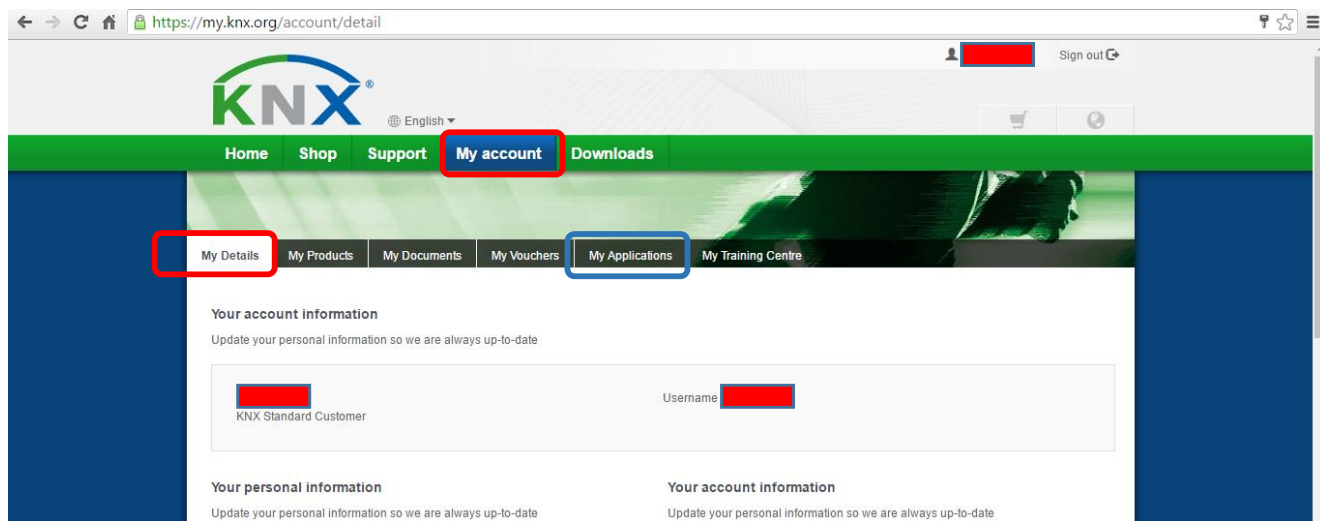 https://my.knx.org/account/detail
Sign out
KNX®
English
Home Shop Support My account Downloads
My Details My Products My Documents My Vouchers My Applications My Training Centre
Your account information
Update your personal information so we are always up-to-date
Username
KNX Standard Customer
Your personal information Your account information
Update your personal information so we are always up-to-date Update your personal information so we are always up-to-date